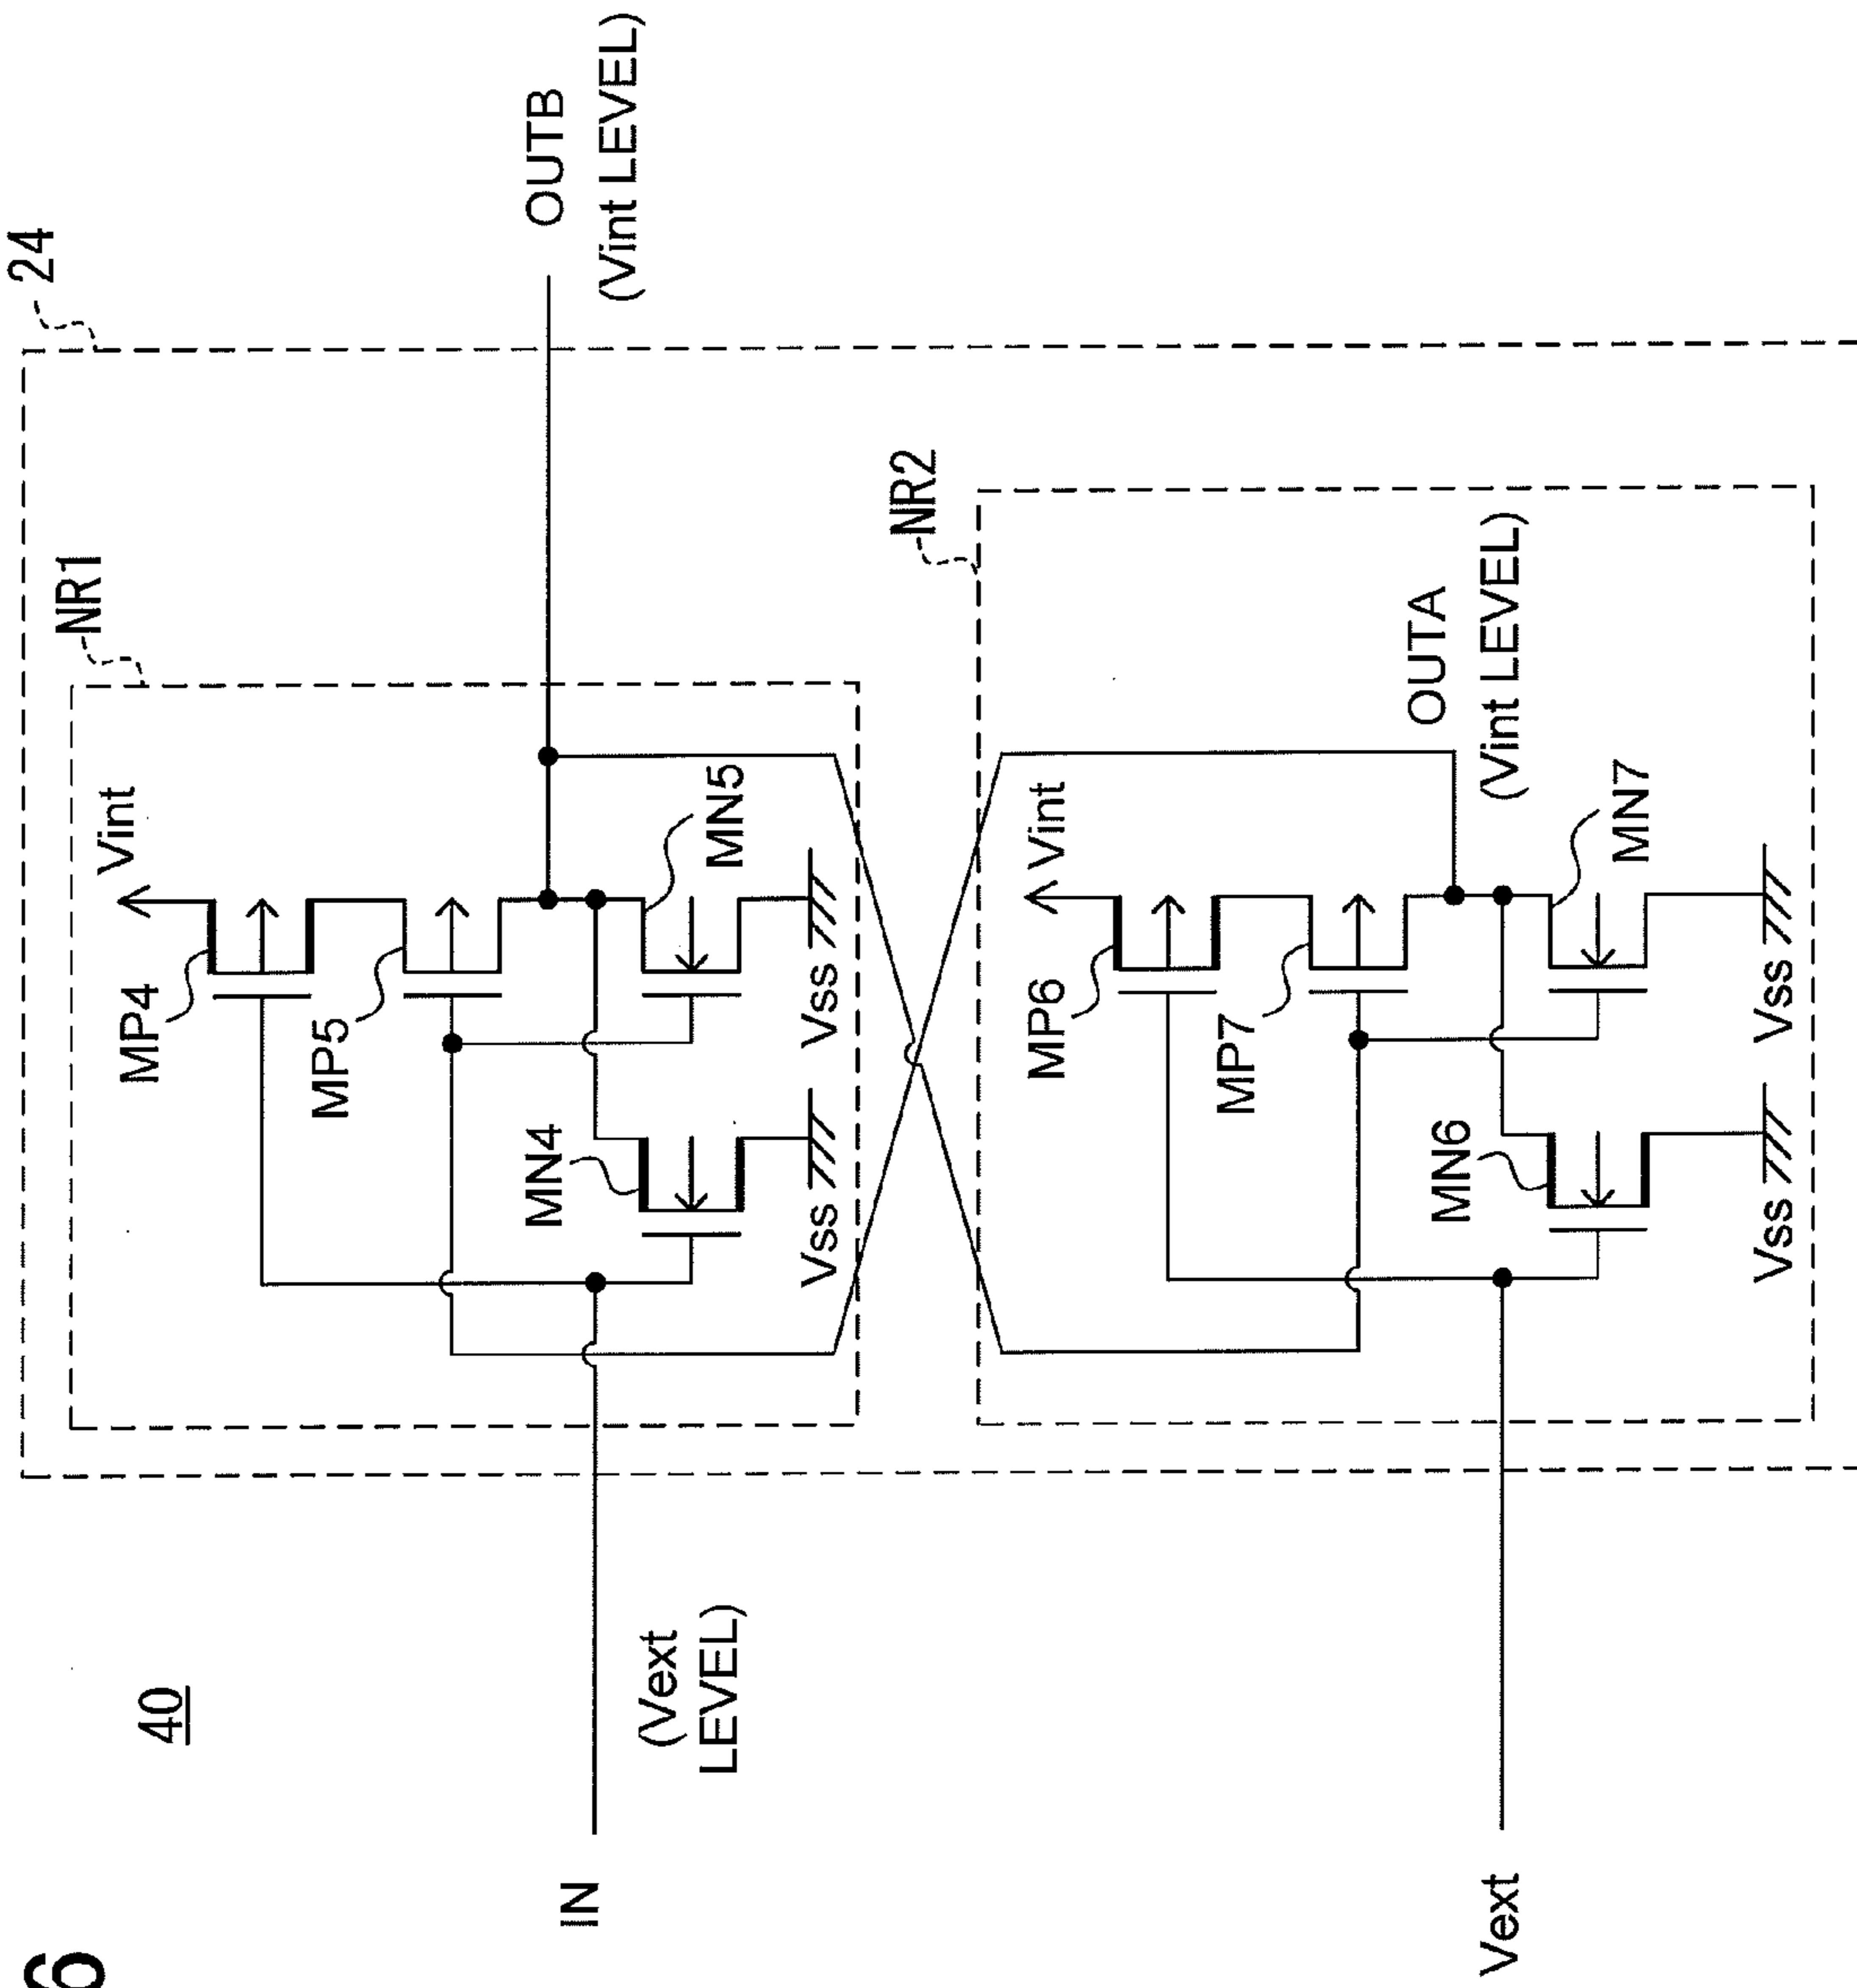 6
40
24
NR1
Vint
MP4
MP5
MN4
MN5
Vss
Vss
OUTB
(Vint LEVEL)
IN
(Vext
LEVEL)
NR2
Vint
MP6
MP7
OUTA
(Vint LEVEL)
MN6
MN7
Vss
Vss
Vext